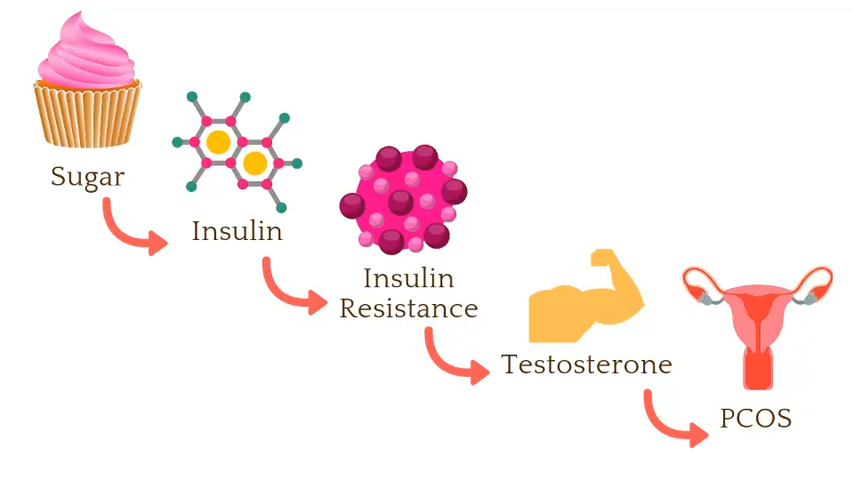 Sugar
Insulin
Insulin
Resistance
Testosterone
PCOS